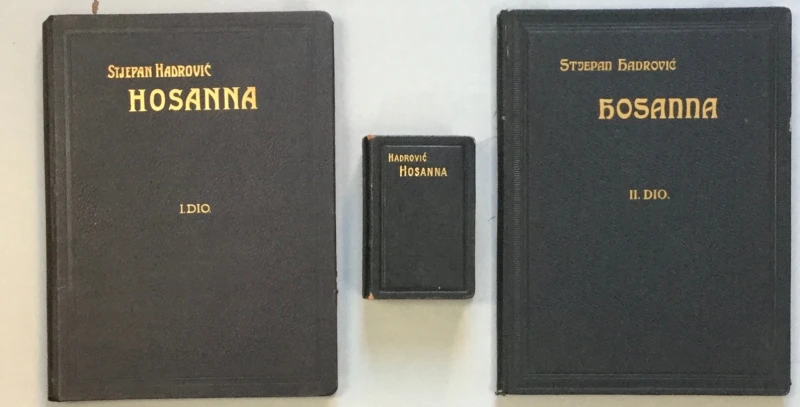 STJEPAN HADROVIĆ
HOSANNA
I. DIO.
HADROVIĆ
HOSANNA
STJEPAN HADROVIĆ
HOSANNA
II. DIO.